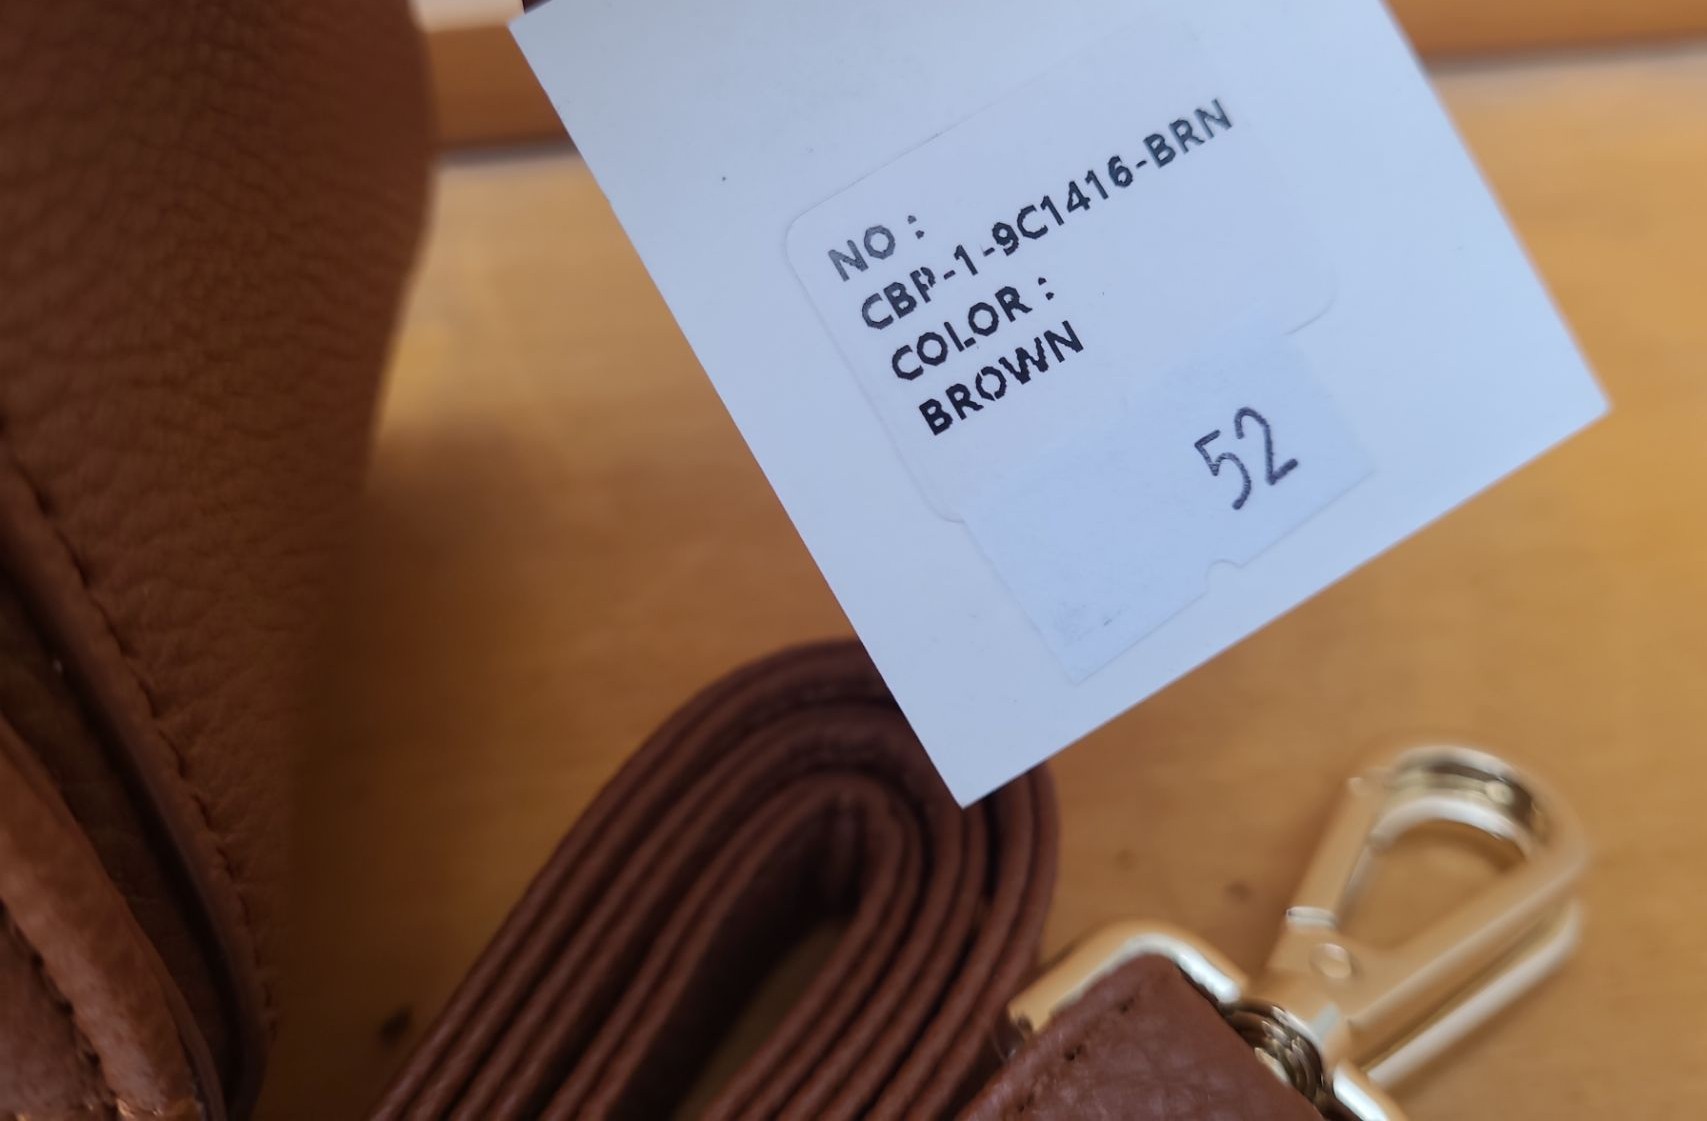 NO :
CBP-1-9C1416-BRN
COLOR :
BROWN
52